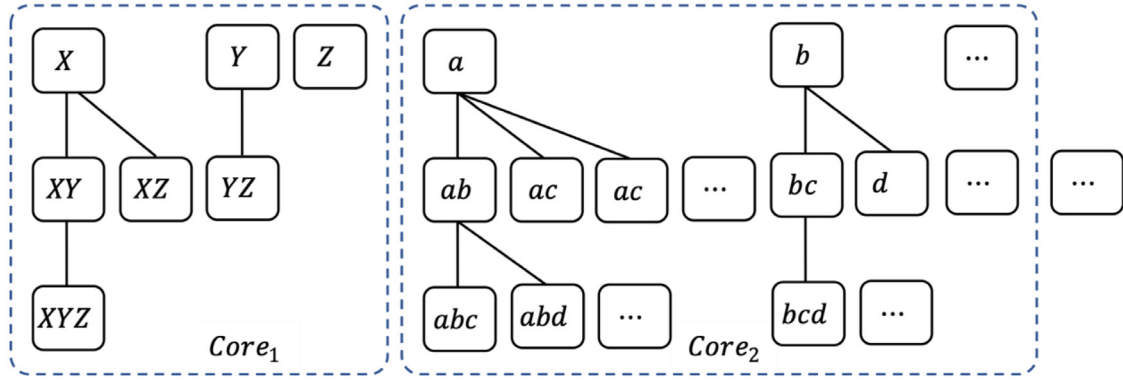 X Y Z a b ...
XY XZ YZ ab ac ac ... bc d ... ...
XYZ abc abd ... bcd ...
Core₁ Core₂